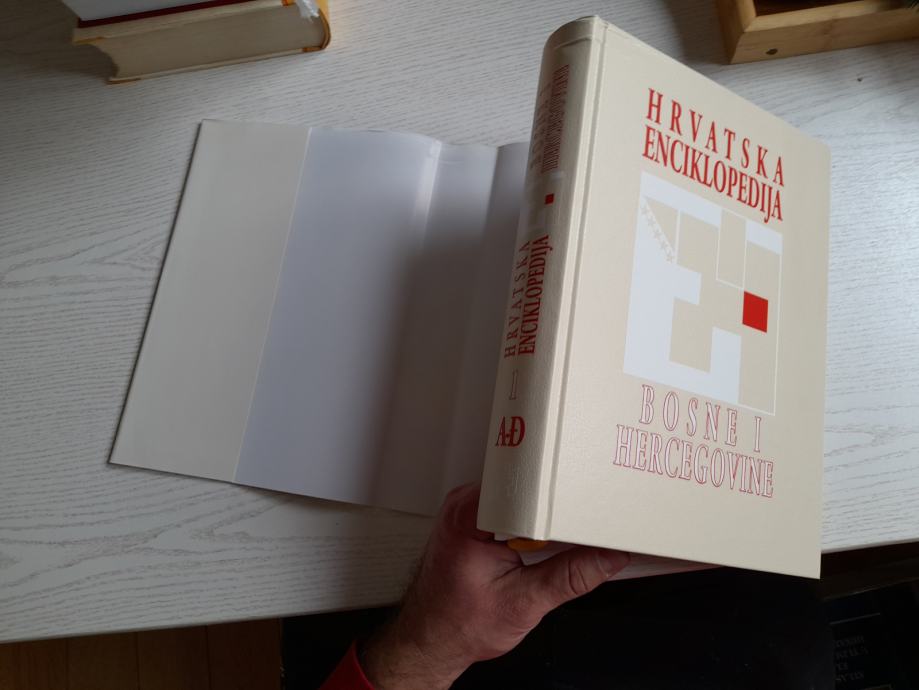 HRVATSKA
ENCIKLOPEDIJA
BOSNE I
HERCEGOVINE
HRVATSKA
ENCIKLOPEDIJA
1
A-Đ